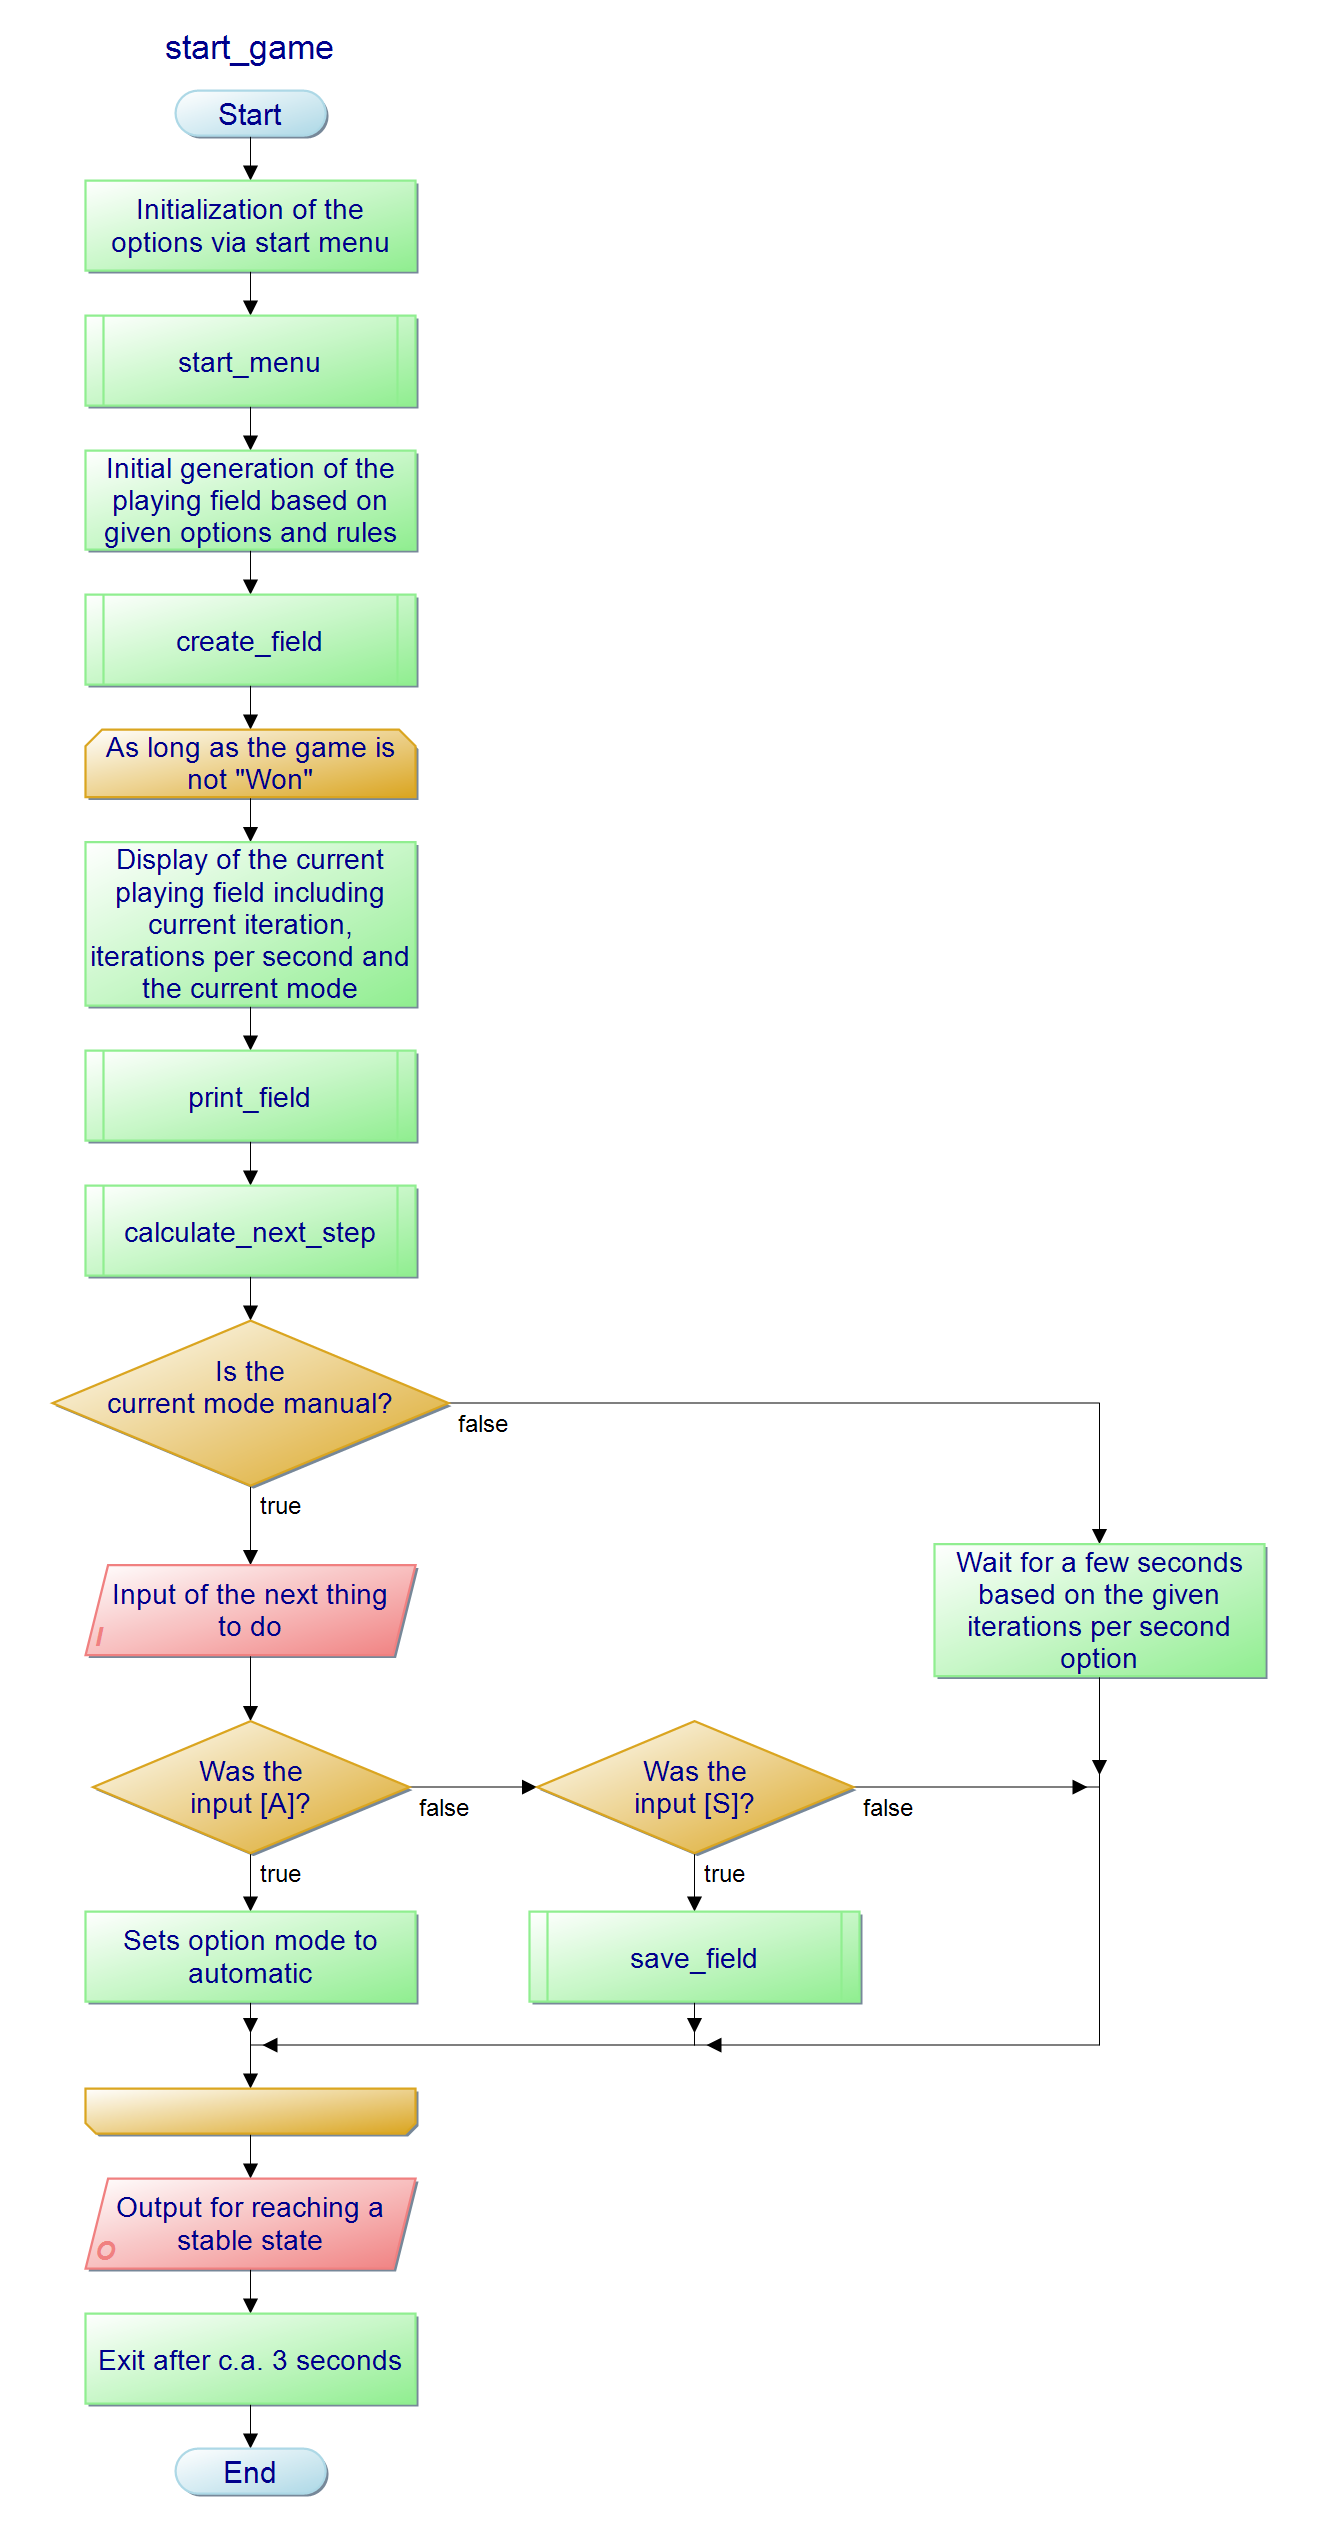 start_game
Start
Initialization of the
options via start menu
start_menu
Initial generation of the
playing field based on
given options and rules
create_field
As long as the game is
not "Won"
Display of the current
playing field including
current iteration,
iterations per second and
the current mode
print_field
calculate_next_step
Is the
current mode manual?
false
true
Input of the next thing
to do
I
Wait for a few seconds
based on the given
iterations per second
option
Was the
input [A]?
false
true
Was the
input [S]?
false
true
Sets option mode to
automatic
save_field
Output for reaching a
stable state
O
Exit after c.a. 3 seconds
End